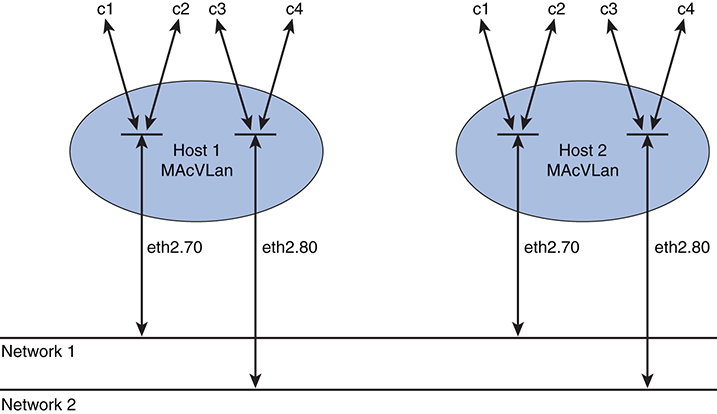 c1
c2
c3
c4
c1
c2
c3
c4
Host 1
MAcVLan
Host 2
MAcVLan
eth2.70
eth2.80
eth2.70
eth2.80
Network 1
Network 2